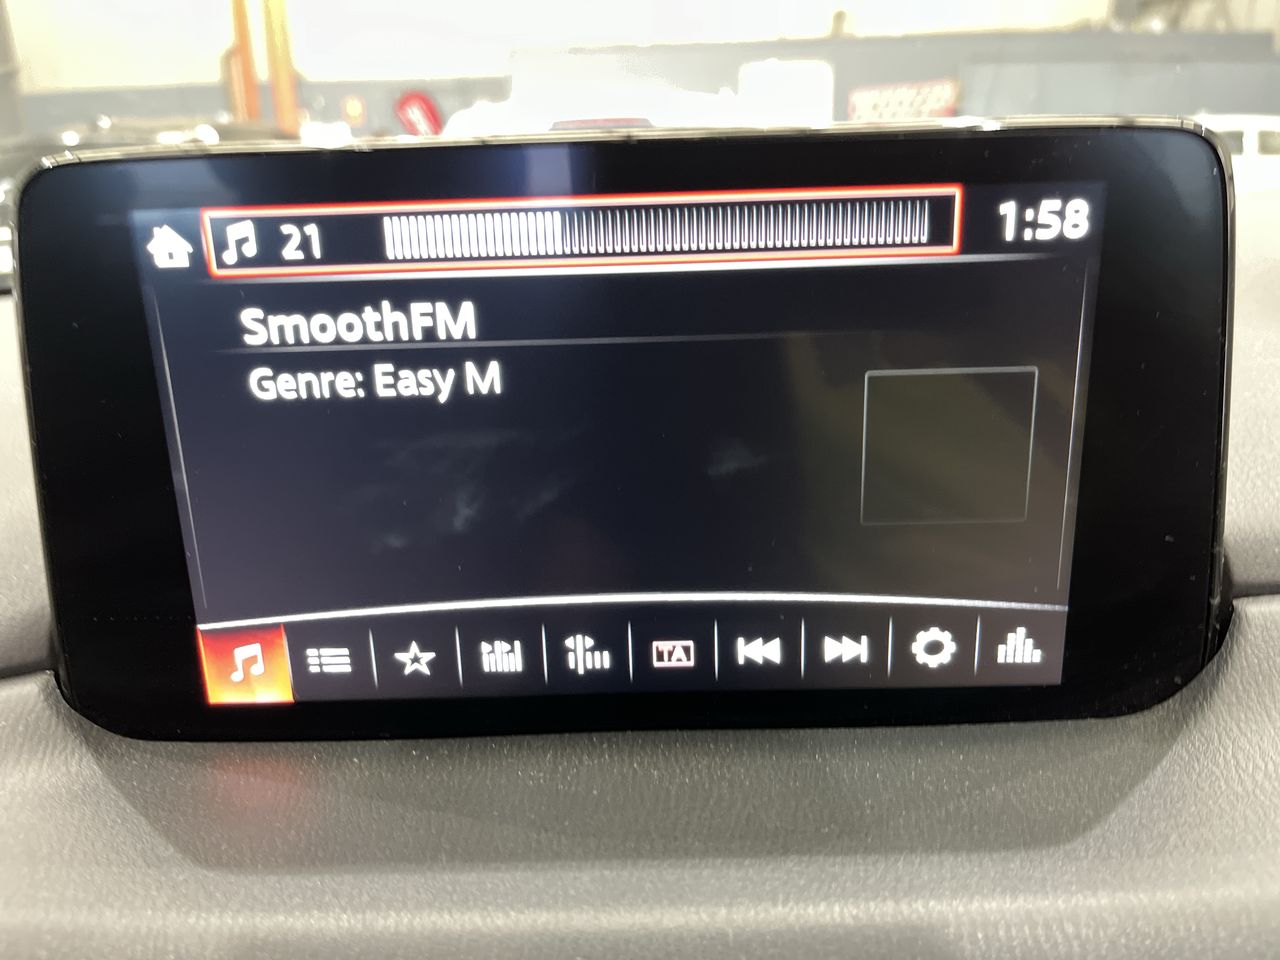 21
1:58
SmoothFM
Genre: Easy M
TA